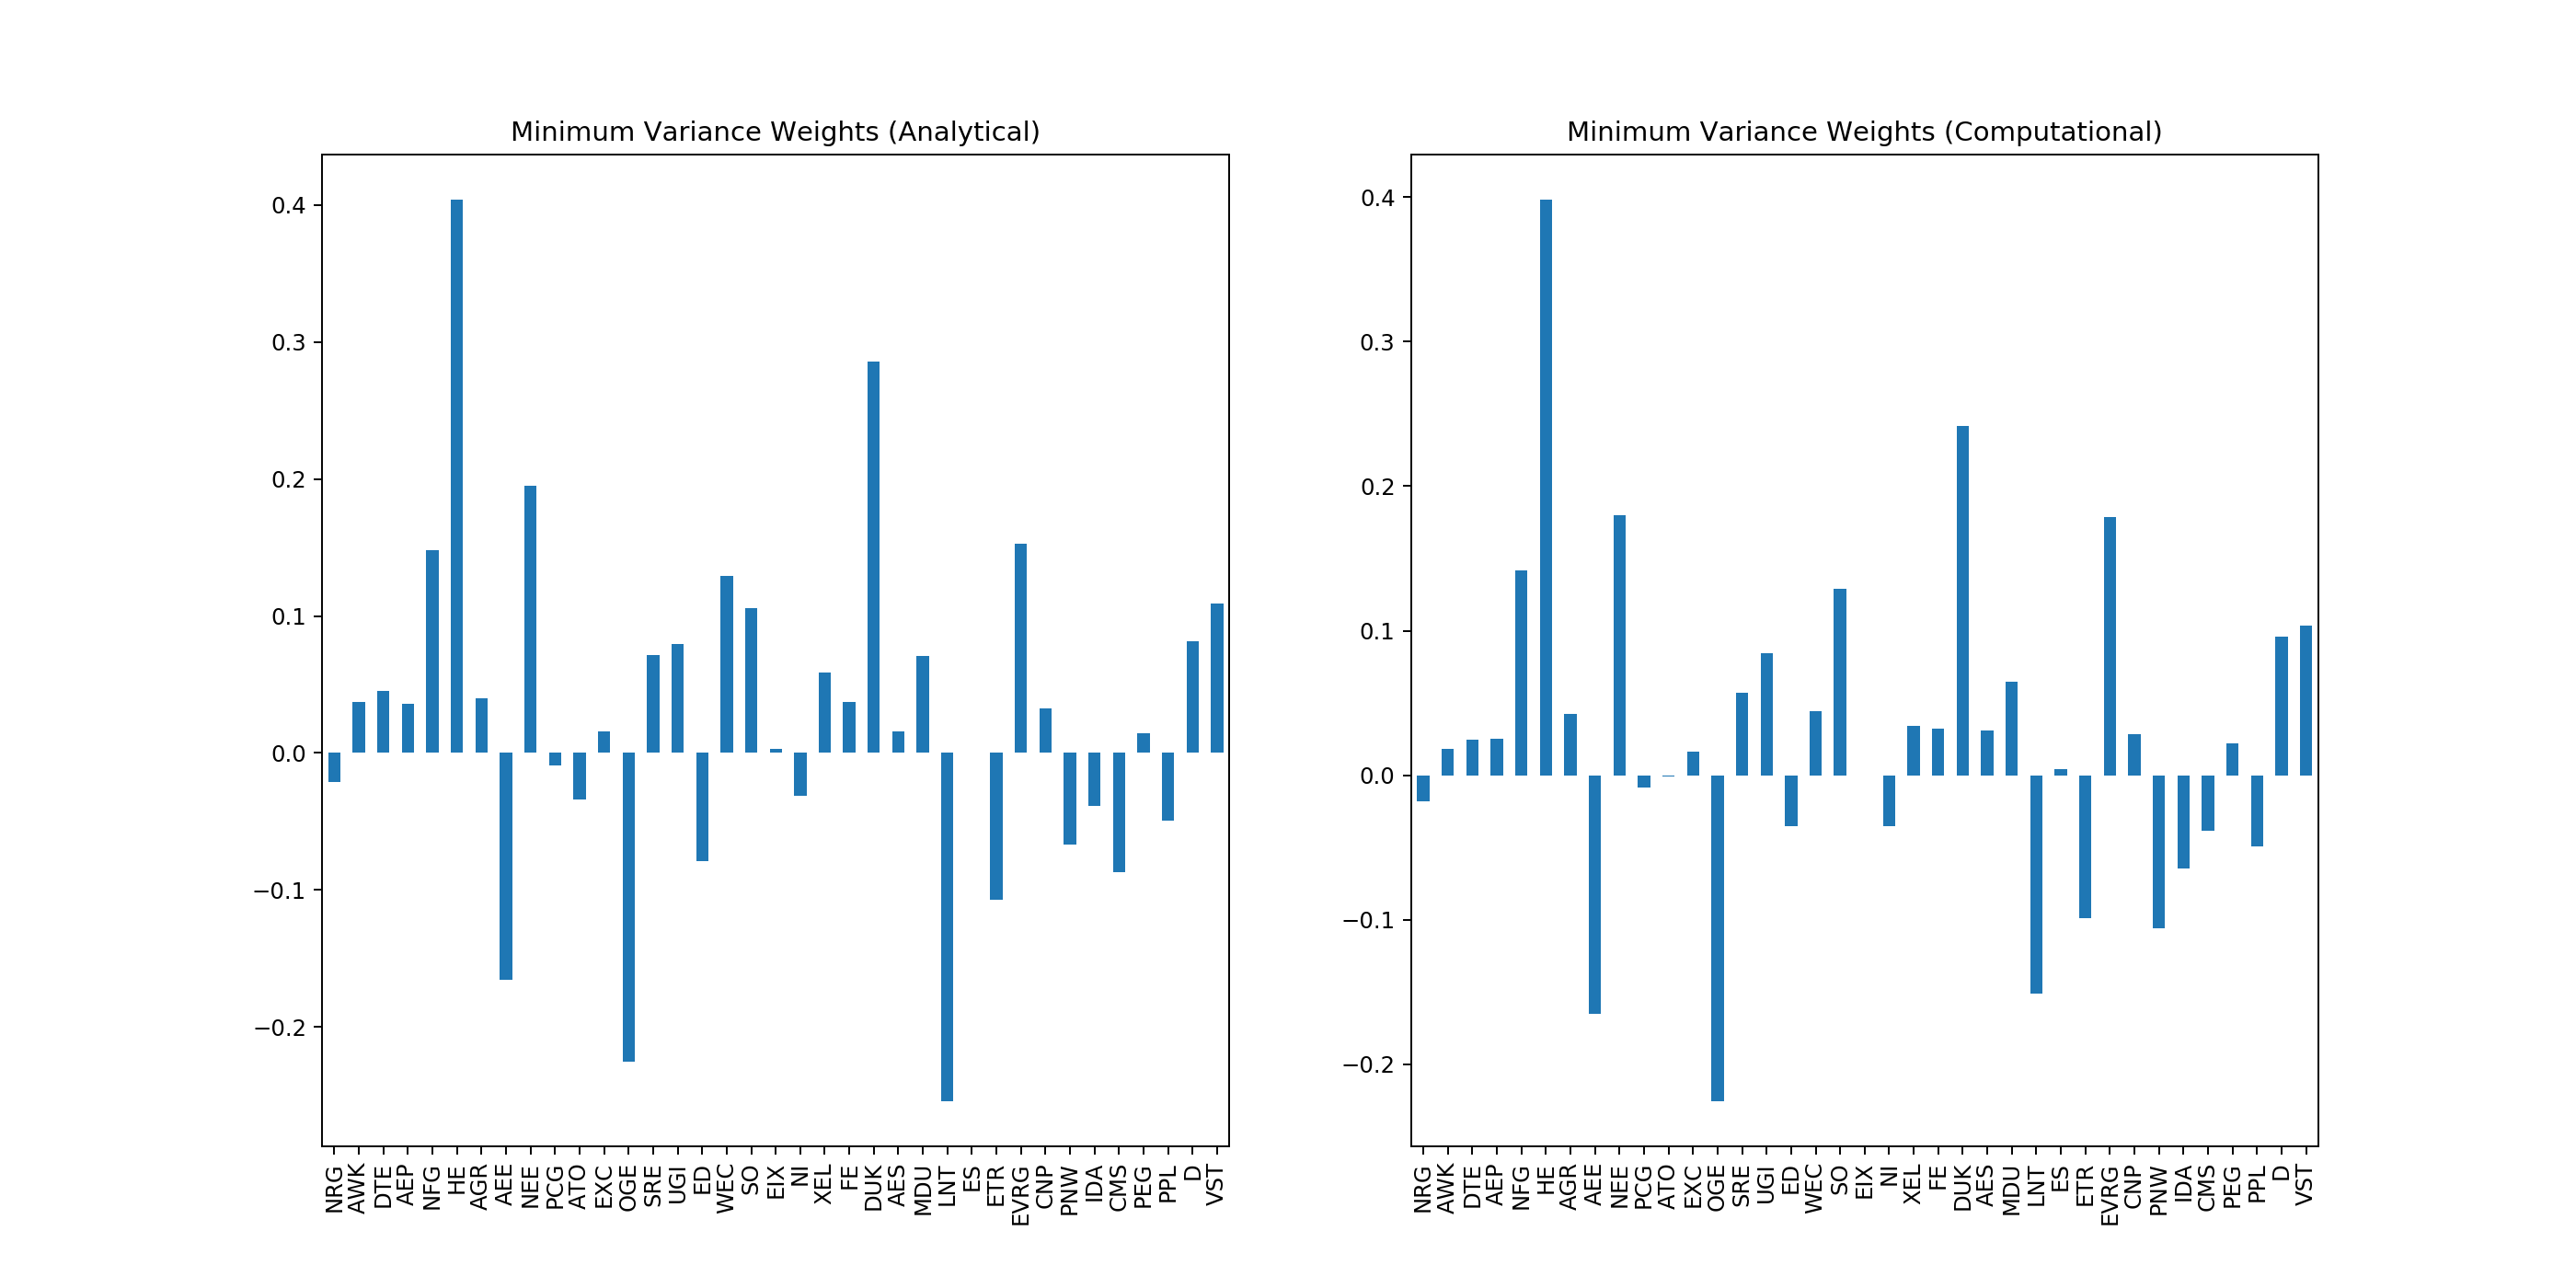 Minimum Variance Weights (Analytical)
0.4
0.3
0.2
0.1
0.0
−0.1
−0.2
NRG
AWK
DTE
AEP
NFG
HE
AGR
AEE
NEE
PCG
ATO
EXC
OGE
SRE
UGI
ED
WEC
SO
EIX
NI
XEL
FE
DUK
AES
MDU
LNT
ES
ETR
EVRG
CNP
PNW
IDA
CMS
PEG
PPL
D
VST
Minimum Variance Weights (Computational)
0.4
0.3
0.2
0.1
0.0
−0.1
−0.2
NRG
AWK
DTE
AEP
NFG
HE
AGR
AEE
NEE
PCG
ATO
EXC
OGE
SRE
UGI
ED
WEC
SO
EIX
NI
XEL
FE
DUK
AES
MDU
LNT
ES
ETR
EVRG
CNP
PNW
IDA
CMS
PEG
PPL
D
VST